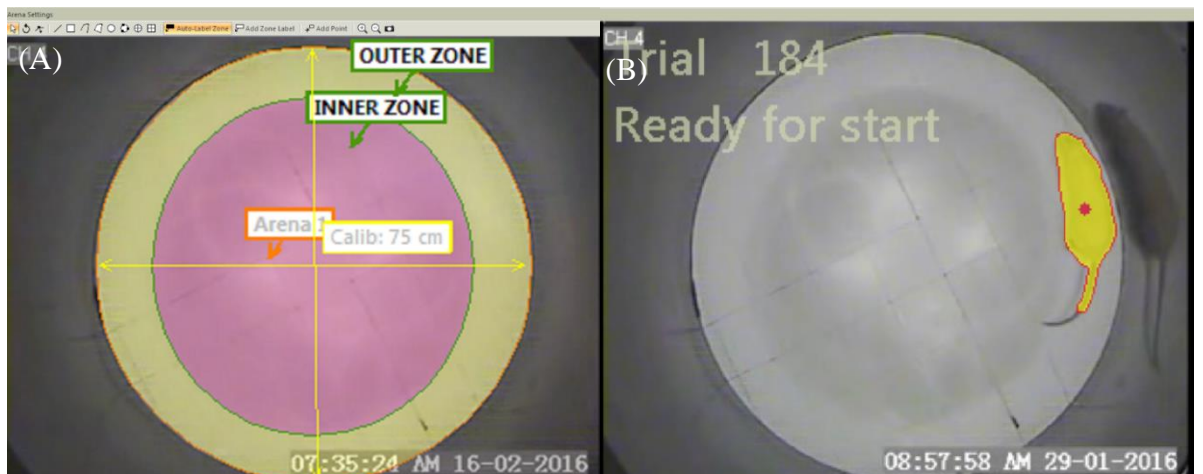 Arena Settings
Auto-Label Zone Add Zone Label Add Point
(A)
OUTER ZONE
INNER ZONE
Arena 1
Calib: 75 cm
07:35:24 AM 16-02-2016
CH.4
(B)
Trial 184
Ready for start
08:57:58 AM 29-01-2016